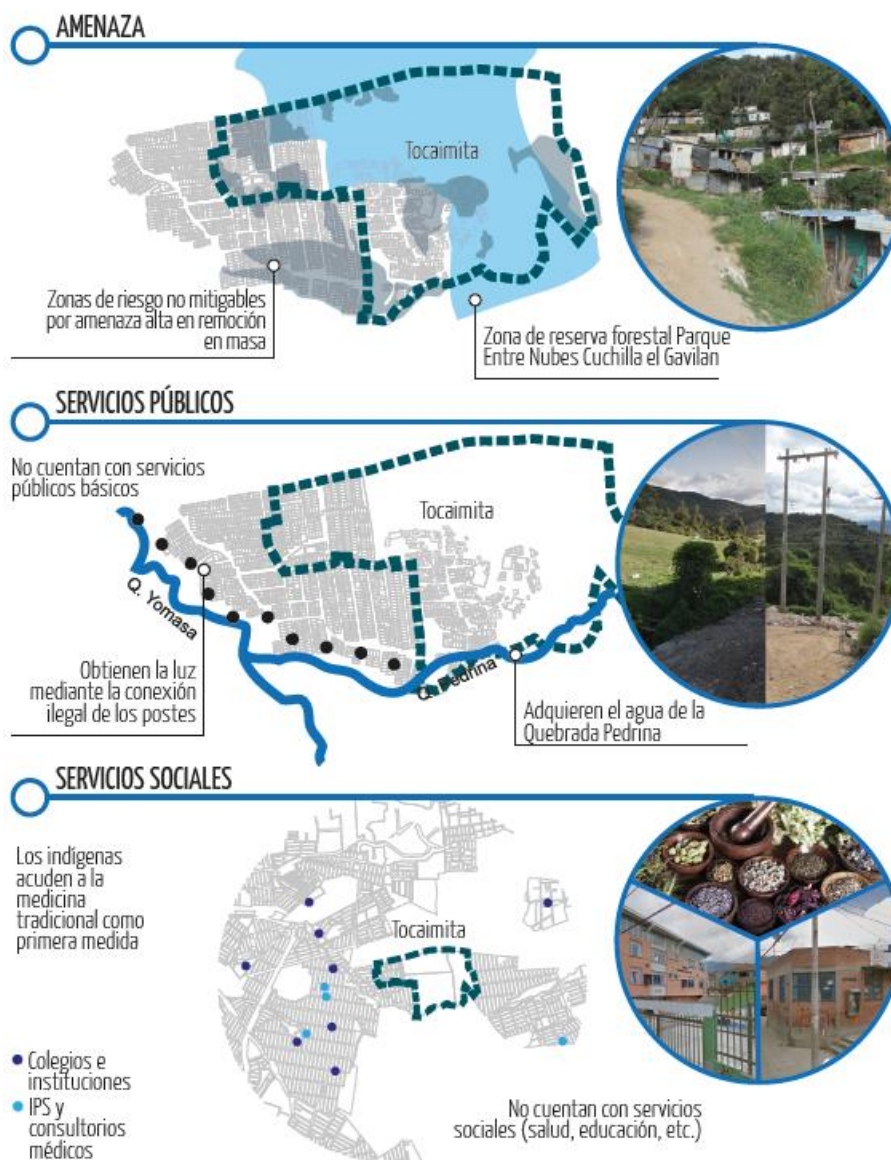 AMENAZA
Tocaimita
Zonas de riesgo no mitigables
por amenaza alta en remoción
en masa
Zona de reserva forestal Parque
Entre Nubes Cuchilla el Gavilan
SERVICIOS PÚBLICOS
No cuentan con servicios
públicos básicos
Tocaimita
Q. Yomasa
Obtienen la luz
mediante la conexión
ilegal de los postes
Q. Pedrina
Adquieren el agua de la
Quebrada Pedrina
SERVICIOS SOCIALES
Los indígenas
acuden a la
medicina
tradicional como
primera medida
Tocaimita
Colegios e
instituciones
IPS y
consultorios
médicos
No cuentan con servicios
sociales (salud, educación, etc.)